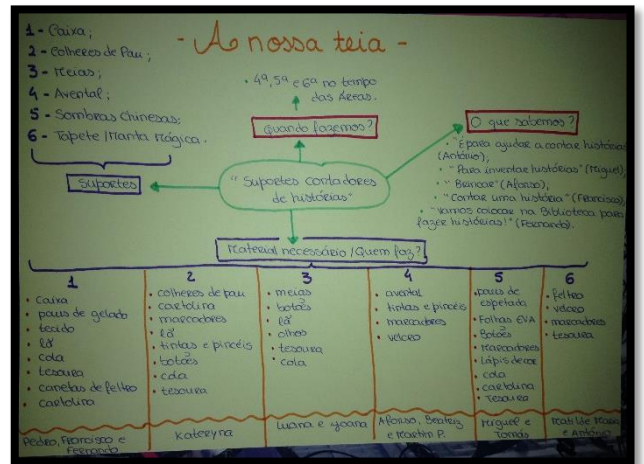 - A nossa teia -
1 - Caixa;
2 - Colheres de Pau;
3 - Meias;
4 - Avental;
5 - Sombras Chinesas;
6 - Tapete/Manta Mágica.
Suportes
• 4ª, 5ª e 6ª no tempo
das Áreas.
Quando fazemos?
O que sabemos?
• "É para ajudar a contar histórias"
(António);
• "Para inventar histórias" (Miguel);
• "Brincar" (Afonso);
• "Contar uma história" (Francisco);
• "Vamos colocar na Biblioteca para
fazer histórias!" (Fernando).
"Suportes contadores
de histórias"
Material necessário / Quem faz?
1
• caixa
• paus de gelado
• tecido
• lã
• cola
• tesoura
• canetas de feltro
• cartolina
Pedro, Francisco e
Fernando
2
• colheres de pau
• cartolina
• marcadores
• lã
• tintas e pincéis
• botões
• cola
• tesoura
Kateryna
3
• meias
• botões
• lã
• olhos
• tesoura
• cola
Luana e Joana
4
• avental
• tintas e pincéis
• marcadores
• velcro
Afonso, Beatriz
e Martim P.
5
• paus de
espetada
• Folhas EVA
• Botões
• Marcadores
• Lápis de cor
• cola
• cartolina
• Tesoura
Miguel e
Tomás
6
• feltro
• velcro
• marcadores
• tesoura
Matilde
e António